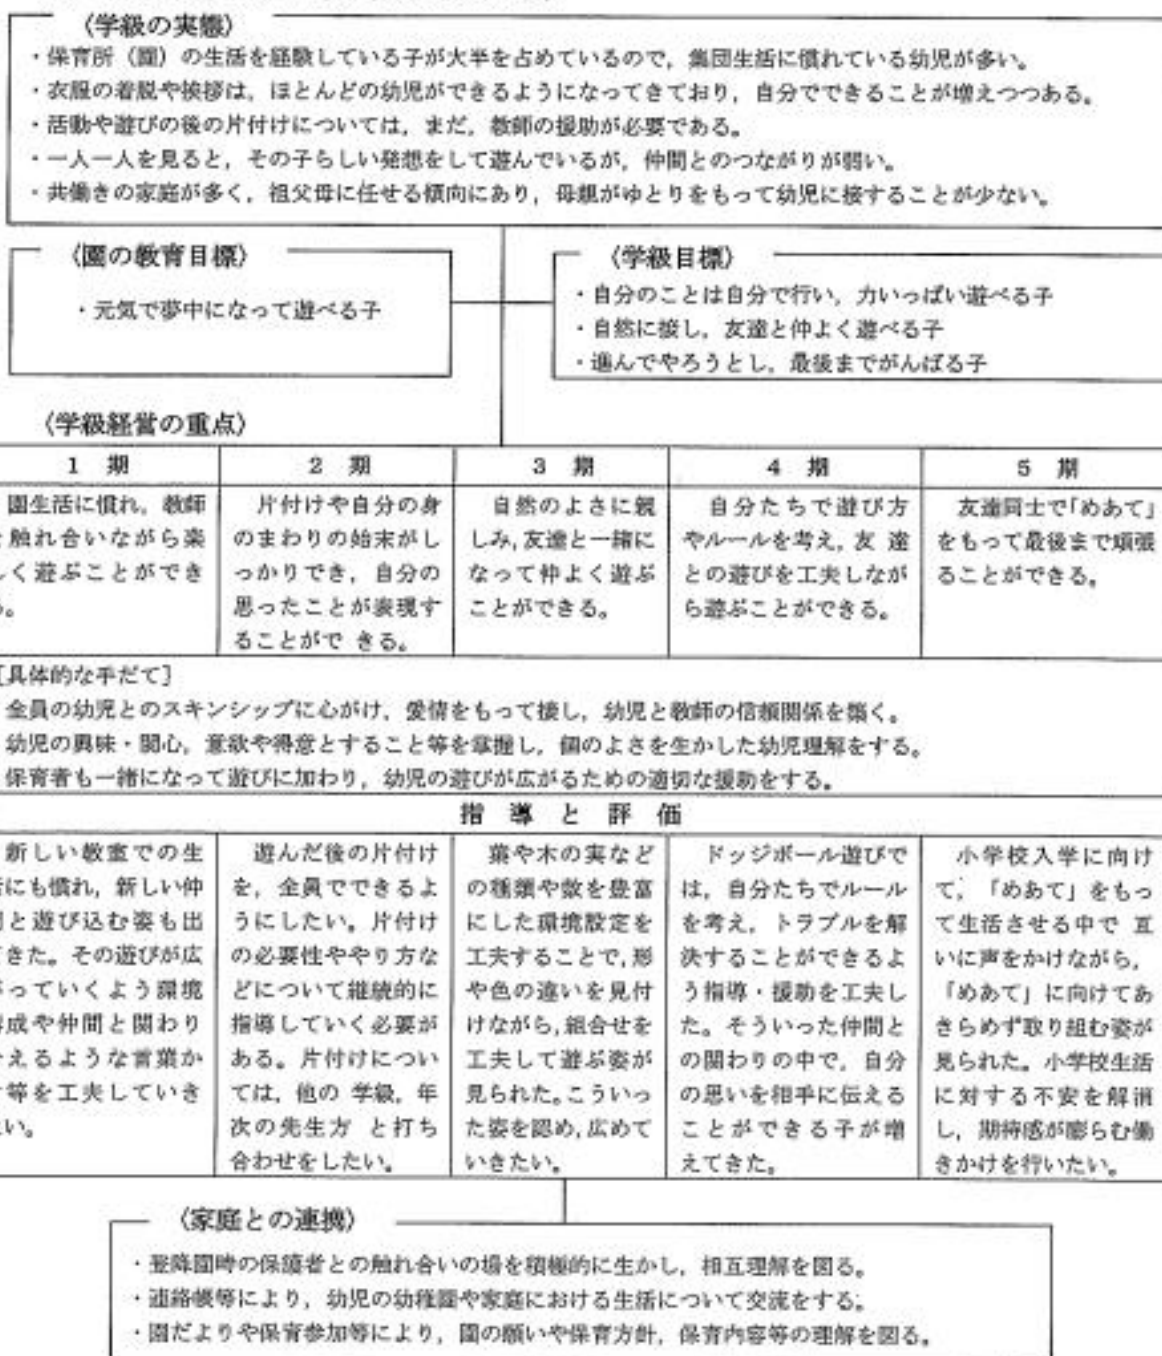 〈学級の実態〉
・保育所（園）の生活を経験している子が大半を占めているので，集団生活に慣れている幼児が多い。
・衣服の着脱や挨拶は，ほとんどの幼児ができるようになってきており，自分でできることが増えつつある。
・活動や遊びの後の片付けについては，まだ，教師の援助が必要である。
・一人一人を見ると，その子らしい発想をして遊んでいるが，仲間とのつながりが弱い。
・共働きの家庭が多く，祖父母に任せる傾向にあり，母親がゆとりをもって幼児に接することが少ない。
〈園の教育目標〉
・元気で夢中になって遊べる子
〈学級目標〉
・自分のことは自分で行い，力いっぱい遊べる子
・自然に接し，友達と仲よく遊べる子
・進んでやろうとし，最後までがんばる子
〈学級経営の重点〉
1 期
園生活に慣れ，教師
触れ合いながら楽
く遊ぶことができ
。
2 期
片付けや自分の身
のまわりの始末がし
っかりでき，自分の
思ったことが表現す
ることがで きる。
3 期
自然のよさに親
しみ,友達と一緒に
なって仲よく遊ぶ
ことができる。
4 期
自分たちで遊び方
やルールを考え，友 達
との遊びを工夫しなが
ら遊ぶことができる。
5 期
友達同士で｢めあて｣
をもって最後まで頑張
ることができる。
［具体的な手だて］
全員の幼児とのスキンシップに心がけ，愛情をもって接し，幼児と教師の信頼関係を築く。
幼児の興味・関心，意欲や得意とすること等を掌握し，個のよさを生かした幼児理解をする。
保育者も一緒になって遊びに加わり，幼児の遊びが広がるための適切な援助をする。
指 導 と 評 価
新しい教室での生
にも慣れ，新しい仲
と遊び込む姿も出
きた。その遊びが広
っていくよう環境
成や仲間と関わり
えるような言葉か
等を工夫していき
い。
遊んだ後の片付け
を，全員でできるよ
うにしたい。片付け
の必要性ややり方な
どについて継続的に
指導していく必要が
ある。片付けについ
ては，他の 学級，年
次の先生方 と打ち
合わせをしたい。
葉や木の実など
の種類や数を豊富
にした環境設定を
工夫することで,形
や色の違いを見付
けながら,組合せを
工夫して遊ぶ姿が
見られた。こういっ
た姿を認め,広めて
いきたい。
ドッジボール遊びで
は，自分たちでルール
を考え，トラブルを解
決することができるよ
う指導・援助を工夫し
た。そういった仲間と
の関わりの中で，自分
の思いを相手に伝える
ことができる子が増
えてきた。
小学校入学に向け
て，「めあて」をもっ
て生活させる中で 互
いに声をかけながら，
「めあて」に向けてあ
きらめず取り組む姿が
見られた。小学校生活
に対する不安を解消
し，期待感が膨らむ働
きかけを行いたい。
〈家庭との連携〉
・登降園時の保護者との触れ合いの場を積極的に生かし，相互理解を図る。
・連絡帳等により，幼児の幼稚園や家庭における生活について交流をする。
・園だよりや保育参加等により，園の願いや保育方針，保育内容等の理解を図る。